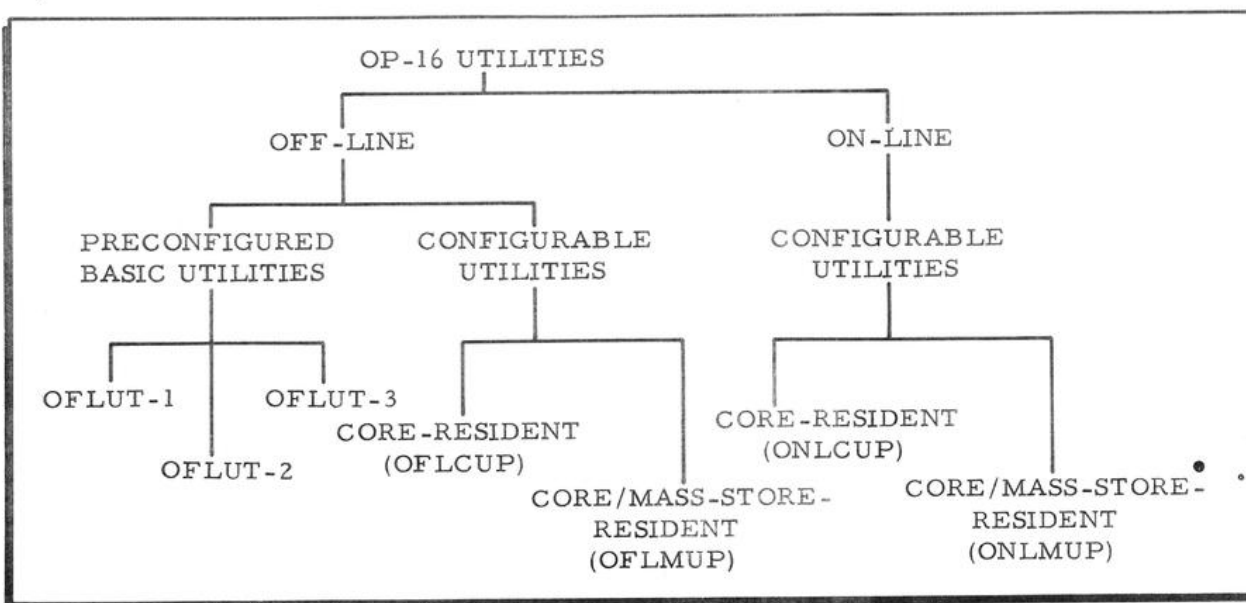 OP-16 UTILITIES
OFF-LINE
ON-LINE
PRECONFIGURED
BASIC UTILITIES
CONFIGURABLE
UTILITIES
CONFIGURABLE
UTILITIES
OFLUT-1
OFLUT-2
OFLUT-3
CORE-RESIDENT
(OFLCUP)
CORE/MASS-STORE-
RESIDENT
(OFLMUP)
CORE-RESIDENT
(ONLCUP)
CORE/MASS-STORE-
RESIDENT
(ONLMUP)